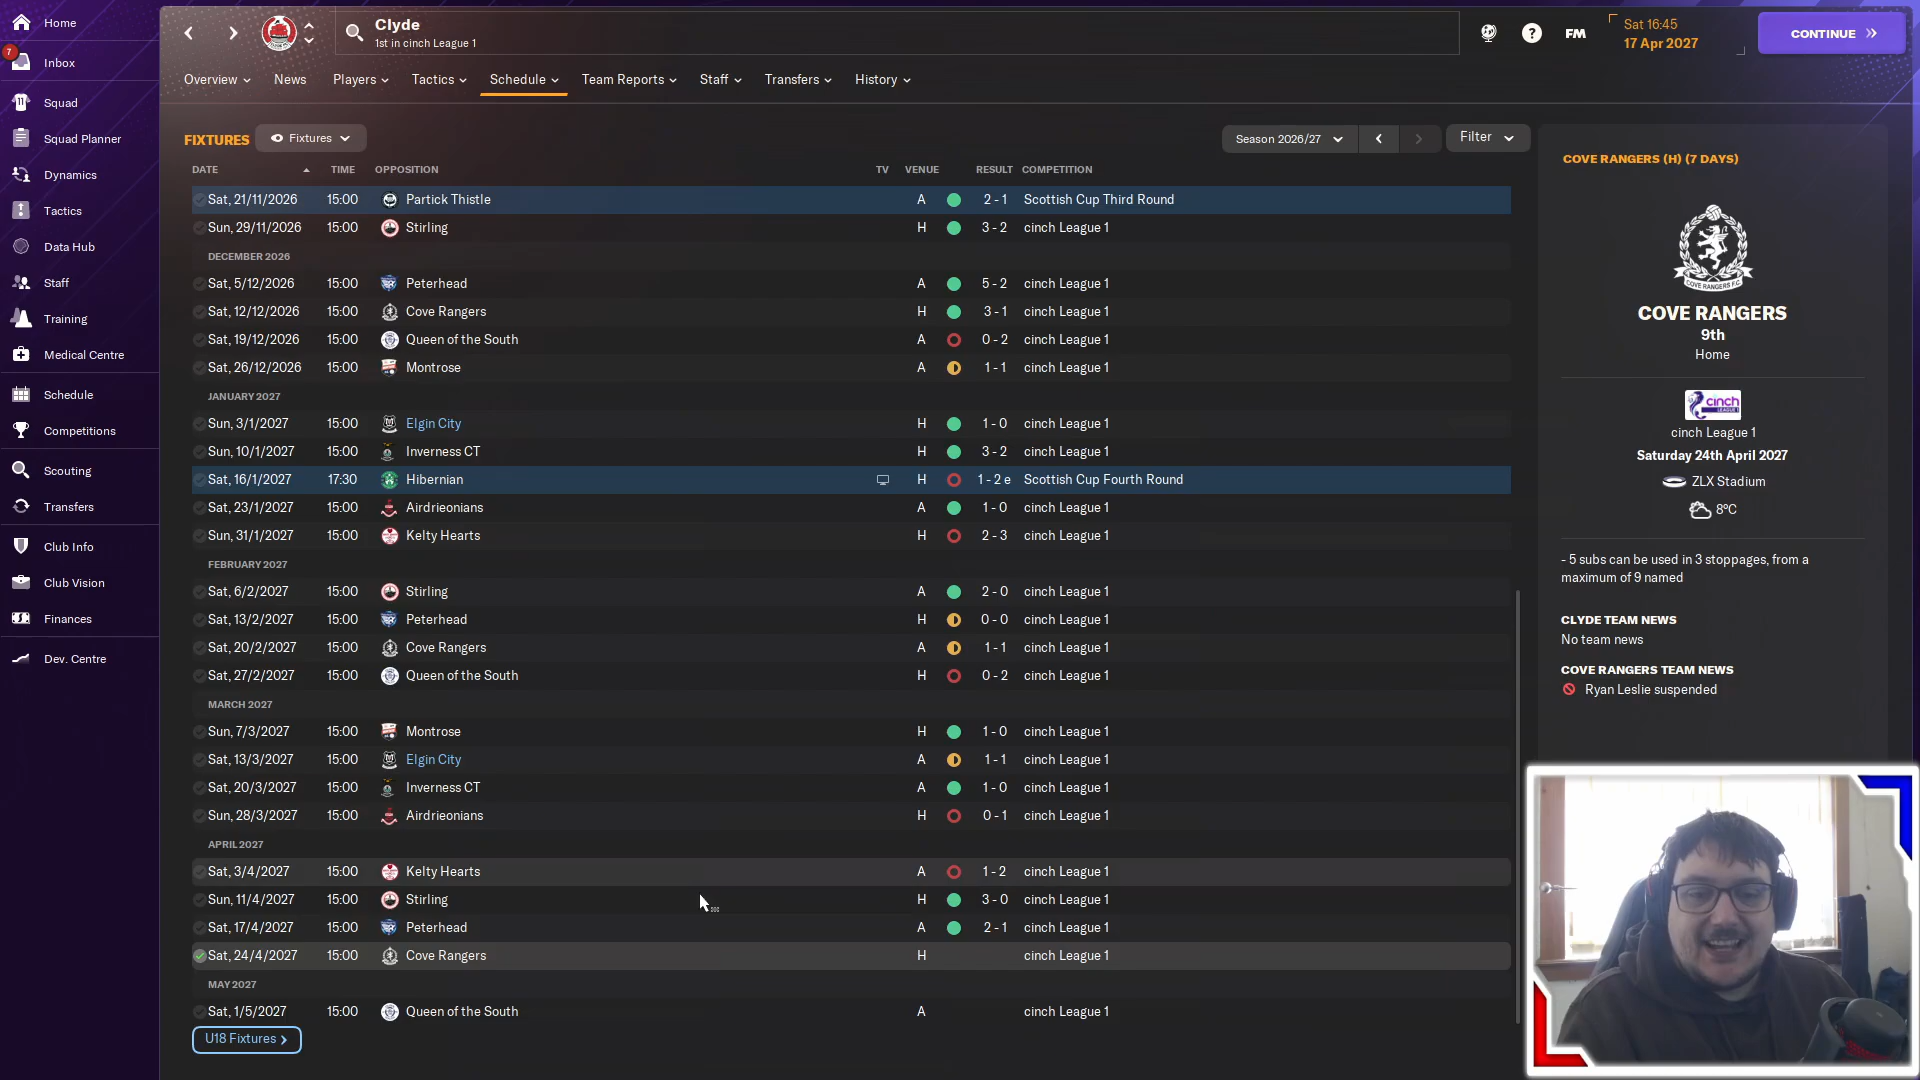 Home
7
Inbox
Squad
Squad Planner
Dynamics
Tactics
Data Hub
Staff
Training
Medical Centre
Schedule
Competitions
Scouting
Transfers
Club Info
Club Vision
Finances
Dev. Centre
Clyde
1st in cinch League 1
FM
Sat 16:45
17 Apr 2027
CONTINUE
Overview
News
Players
Tactics
Schedule
Team Reports
Staff
Transfers
History
FIXTURES
Fixtures
Season 2026/27
Filter
DATE TIME OPPOSITION TV VENUE RESULT COMPETITION
Sat, 21/11/2026 15:00 Partick Thistle A 2 - 1 Scottish Cup Third Round
Sun, 29/11/2026 15:00 Stirling H 3 - 2 cinch League 1
DECEMBER 2026
Sat, 5/12/2026 15:00 Peterhead A 5 - 2 cinch League 1
Sat, 12/12/2026 15:00 Cove Rangers H 3 - 1 cinch League 1
Sat, 19/12/2026 15:00 Queen of the South A 0 - 2 cinch League 1
Sat, 26/12/2026 15:00 Montrose A 1 - 1 cinch League 1
JANUARY 2027
Sun, 3/1/2027 15:00 Elgin City H 1 - 0 cinch League 1
Sun, 10/1/2027 15:00 Inverness CT H 3 - 2 cinch League 1
Sat, 16/1/2027 17:30 Hibernian H 1 - 2 e Scottish Cup Fourth Round
Sat, 23/1/2027 15:00 Airdrieonians A 1 - 0 cinch League 1
Sun, 31/1/2027 15:00 Kelty Hearts H 2 - 3 cinch League 1
FEBRUARY 2027
Sat, 6/2/2027 15:00 Stirling A 2 - 0 cinch League 1
Sat, 13/2/2027 15:00 Peterhead H 0 - 0 cinch League 1
Sat, 20/2/2027 15:00 Cove Rangers A 1 - 1 cinch League 1
Sat, 27/2/2027 15:00 Queen of the South H 0 - 2 cinch League 1
MARCH 2027
Sun, 7/3/2027 15:00 Montrose H 1 - 0 cinch League 1
Sat, 13/3/2027 15:00 Elgin City A 1 - 1 cinch League 1
Sat, 20/3/2027 15:00 Inverness CT A 1 - 0 cinch League 1
Sun, 28/3/2027 15:00 Airdrieonians H 0 - 1 cinch League 1
APRIL 2027
Sat, 3/4/2027 15:00 Kelty Hearts A 1 - 2 cinch League 1
Sun, 11/4/2027 15:00 Stirling H 3 - 0 cinch League 1
Sat, 17/4/2027 15:00 Peterhead A 2 - 1 cinch League 1
Sat, 24/4/2027 15:00 Cove Rangers H cinch League 1
MAY 2027
Sat, 1/5/2027 15:00 Queen of the South A cinch League 1
U18 Fixtures
COVE RANGERS (H) (7 DAYS)
COVE RANGERS F.C.
COVE RANGERS
9th
Home
cinch
cinch League 1
Saturday 24th April 2027
ZLX Stadium
8°C
- 5 subs can be used in 3 stoppages, from a
maximum of 9 named
CLYDE TEAM NEWS
No team news
COVE RANGERS TEAM NEWS
Ryan Leslie suspended